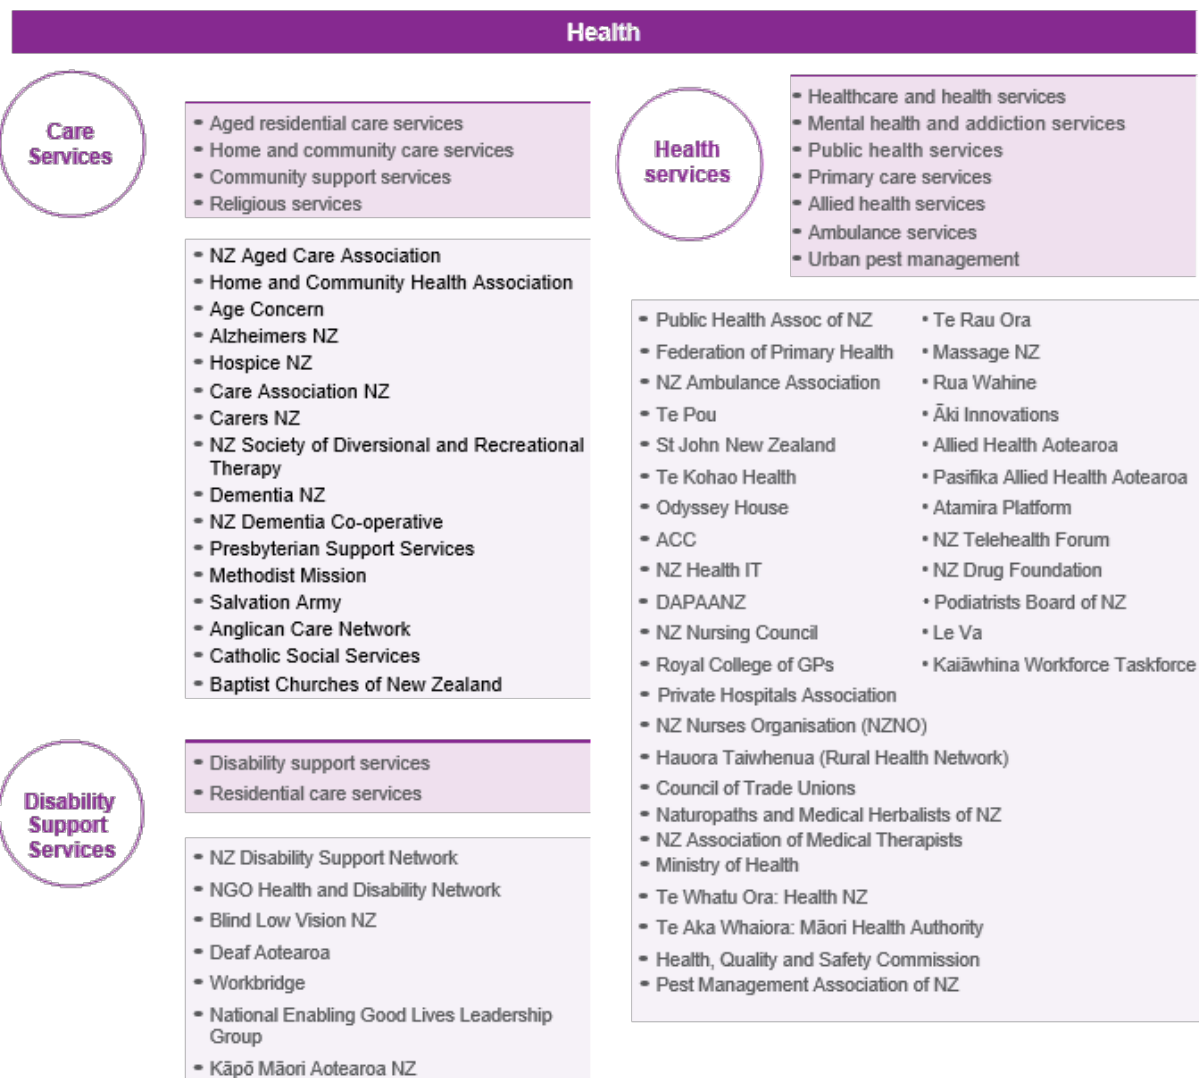 Health
Care
Services
• Aged residential care services
• Home and community care services
• Community support services
• Religious services
• NZ Aged Care Association
• Home and Community Health Association
• Age Concern
• Alzheimers NZ
• Hospice NZ
• Care Association NZ
• Carers NZ
• NZ Society of Diversional and Recreational
Therapy
• Dementia NZ
• NZ Dementia Co-operative
• Presbyterian Support Services
• Methodist Mission
• Salvation Army
• Anglican Care Network
• Catholic Social Services
• Baptist Churches of New Zealand
Disability
Support
Services
• Disability support services
• Residential care services
• NZ Disability Support Network
• NGO Health and Disability Network
• Blind Low Vision NZ
• Deaf Aotearoa
• Workbridge
• National Enabling Good Lives Leadership
Group
• Kāpō Māori Aotearoa NZ
Health
services
• Healthcare and health services
• Mental health and addiction services
• Public health services
• Primary care services
• Allied health services
• Ambulance services
• Urban pest management
• Public Health Assoc of NZ
• Federation of Primary Health
• NZ Ambulance Association
• Te Pou
• St John New Zealand
• Te Kohao Health
• Odyssey House
• ACC
• NZ Health IT
• DAPAANZ
• NZ Nursing Council
• Royal College of GPs
• Private Hospitals Association
• NZ Nurses Organisation (NZNO)
• Hauora Taiwhenua (Rural Health Network)
• Council of Trade Unions
• Naturopaths and Medical Herbalists of NZ
• NZ Association of Medical Therapists
• Ministry of Health
• Te Whatu Ora: Health NZ
• Te Aka Whaiora: Māori Health Authority
• Health, Quality and Safety Commission
• Pest Management Association of NZ
• Te Rau Ora
• Massage NZ
• Rua Wahine
• Āki Innovations
• Allied Health Aotearoa
• Pasifika Allied Health Aotearoa
• Atamira Platform
• NZ Telehealth Forum
• NZ Drug Foundation
• Podiatrists Board of NZ
• Le Va
• Kaiāwhina Workforce Taskforce